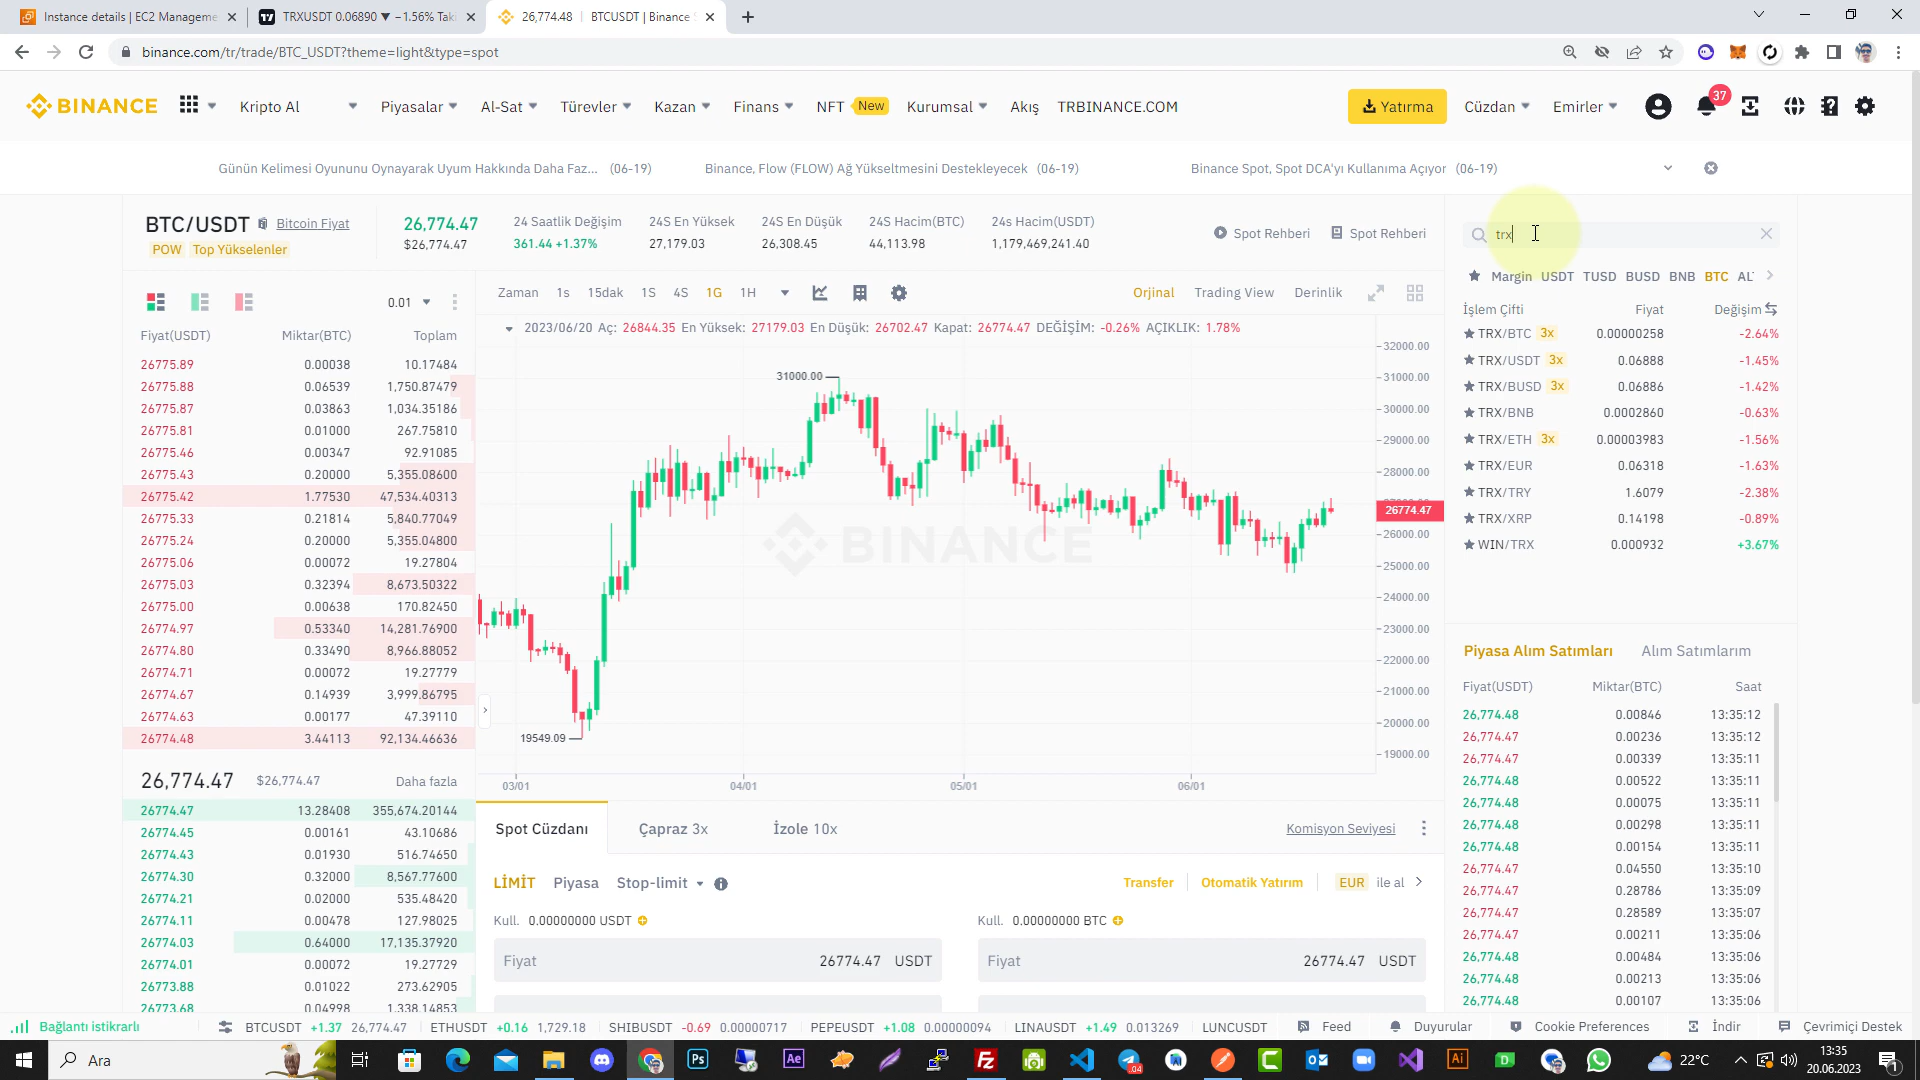 Instance details | EC2 Manageme
TRXUSDT 0.06890 ▼ −1.56% Taki
26,774.48 | BTCUSDT | Binance S
binance.com/tr/trade/BTC_USDT?theme=light&type=spot
BINANCE Kripto Al Piyasalar Al-Sat Türevler Kazan Finans NFT New Kurumsal Akış TRBINANCE.COM Yatırma Cüzdan Emirler 37
Günün Kelimesi Oyununu Oynayarak Uyum Hakkında Daha Faz... (06-19) Binance, Flow (FLOW) Ağ Yükseltmesini Destekleyecek (06-19) Binance Spot, Spot DCA'yı Kullanıma Açıyor (06-19)
BTC/USDT Bitcoin Fiyat
POW Top Yükselenler
26,774.47
$26,774.47
24 Saatlik Değişim
361.44 +1.37%
24S En Yüksek
27,179.03
24S En Düşük
26,308.45
24S Hacim(BTC)
44,113.98
24s Hacim(USDT)
1,179,469,241.40
Spot Rehberi Spot Rehberi
0.01
Fiyat(USDT) Miktar(BTC) Toplam
26775.89 0.00038 10.17484
26775.88 0.06539 1,750.87479
26775.87 0.03863 1,034.35186
26775.81 0.01000 267.75810
26775.46 0.00347 92.91085
26775.43 0.20000 5,355.08600
26775.42 1.77530 47,534.40313
26775.33 0.21814 5,840.77049
26775.24 0.20000 5,355.04800
26775.06 0.00072 19.27804
26775.03 0.32394 8,673.50322
26775.00 0.00638 170.82450
26774.97 0.53340 14,281.76900
26774.80 0.33490 8,966.88052
26774.71 0.00072 19.27779
26774.67 0.14939 3,999.86795
26774.63 0.00177 47.39110
26774.48 3.44113 92,134.46636
26,774.47 $26,774.47 Daha fazla
26774.47 13.28408 355,674.20144
26774.45 0.00161 43.10686
26774.43 0.01930 516.74650
26774.30 0.32000 8,567.77600
26774.21 0.02000 535.48420
26774.11 0.00478 127.98025
26774.03 0.64000 17,135.37920
26774.01 0.00072 19.27729
26773.88 0.01022 273.62905
26773.68 0.04998 1,338.14853
Zaman 1s 15dak 1S 4S 1G 1H Orjinal Trading View Derinlik
2023/06/20 Aç: 26844.35 En Yüksek: 27179.03 En Düşük: 26702.47 Kapat: 26774.47 DEĞİŞİM: -0.26% AÇIKLIK: 1.78%
32000.00
31000.00
30000.00
29000.00
28000.00
26774.47
26000.00
25000.00
24000.00
23000.00
22000.00
21000.00
20000.00
19000.00
31000.00
BINANCE
19549.09
03/01 04/01 05/01 06/01
Spot Cüzdanı Çapraz 3x İzole 10x Komisyon Seviyesi
LİMİT Piyasa Stop-limit Transfer Otomatik Yatırım EUR ile al
Kull. 0.00000000 USDT Kull. 0.00000000 BTC
Fiyat 26774.47 USDT Fiyat 26774.47 USDT
trx
Margin USDT TUSD BUSD BNB BTC
İşlem Çifti Fiyat Değişim
TRX/BTC 3x 0.00000258 -2.64%
TRX/USDT 3x 0.06888 -1.45%
TRX/BUSD 3x 0.06886 -1.42%
TRX/BNB 0.0002860 -0.63%
TRX/ETH 3x 0.00003983 -1.56%
TRX/EUR 0.06318 -1.63%
TRX/TRY 1.6079 -2.38%
TRX/XRP 0.14198 -0.89%
WIN/TRX 0.000932 +3.67%
Piyasa Alım Satımları Alım Satımlarım
Fiyat(USDT) Miktar(BTC) Saat
26,774.48 0.00846 13:35:12
26,774.47 0.00236 13:35:12
26,774.47 0.00339 13:35:11
26,774.48 0.00522 13:35:11
26,774.48 0.00075 13:35:11
26,774.48 0.00298 13:35:11
26,774.48 0.00154 13:35:11
26,774.47 0.04550 13:35:10
26,774.47 0.28786 13:35:09
26,774.47 0.28589 13:35:07
26,774.47 0.00211 13:35:06
26,774.48 0.00484 13:35:06
26,774.48 0.00213 13:35:06
26,774.48 0.00107 13:35:06
Bağlantı istikrarlı BTCUSDT +1.37 26,774.47 ETHUSDT +0.16 1,729.18 SHIBUSDT -0.69 0.00000717 PEPEUSDT +1.08 0.00000094 LINAUSDT +1.49 0.013269 LUNCUSDT Feed Duyurular Cookie Preferences İndir Çevrimiçi Destek
Ara 22°C 13:35
20.06.2023